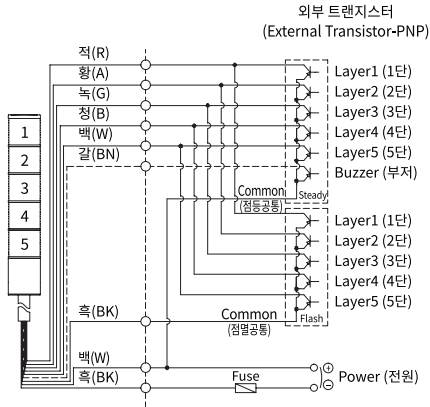 외부 트랜지스터
(External Transistor-PNP)
적(R)
황(A)
녹(G)
청(B)
백(W)
갈(BN)
Layer1 (1단)
Layer2 (2단)
Layer3 (3단)
Layer4 (4단)
Layer5 (5단)
Buzzer (부저)
Common
(점등공통)
Steady
1
2
3
4
5
Layer1 (1단)
Layer2 (2단)
Layer3 (3단)
Layer4 (4단)
Layer5 (5단)
흑(BK)
Common
(점멸공통)
Flash
백(W)
흑(BK)
Fuse
Power (전원)